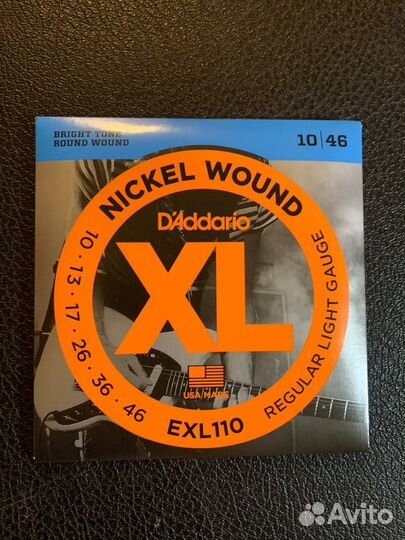 BRIGHT TONE
ROUND WOUND
10|46
NICKEL WOUND
D'Addario
XL
USA MADE
10 · 13 · 17 · 26 · 36 · 46
EXL110
REGULAR LIGHT GAUGE
Avito